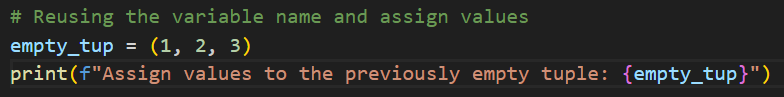 # Reusing the variable name and assign values
empty_tup = (1, 2, 3)
print(f"Assign values to the previously empty tuple: {empty_tup}")